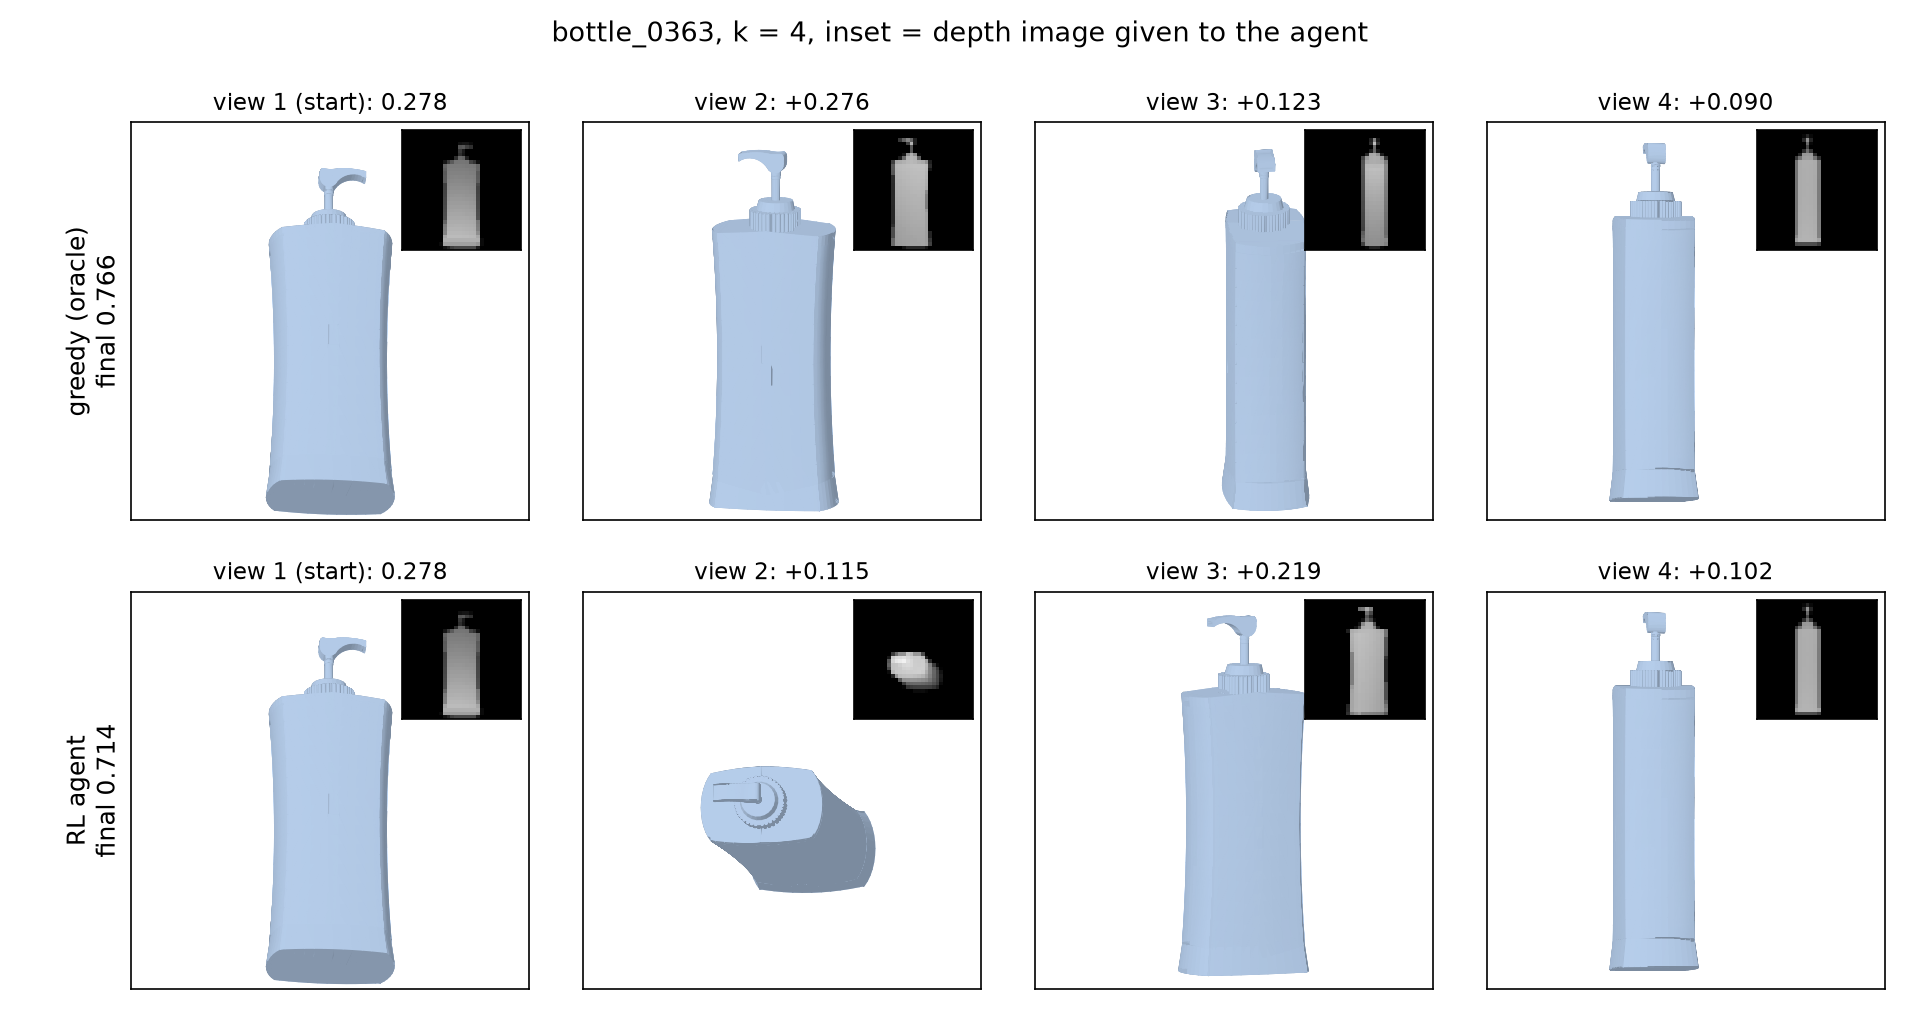 bottle_0363, k = 4, inset = depth image given to the agent
view 1 (start): 0.278
view 2: +0.276
view 3: +0.123
view 4: +0.090
greedy (oracle)
final 0.766
view 1 (start): 0.278
view 2: +0.115
view 3: +0.219
view 4: +0.102
RL agent
final 0.714